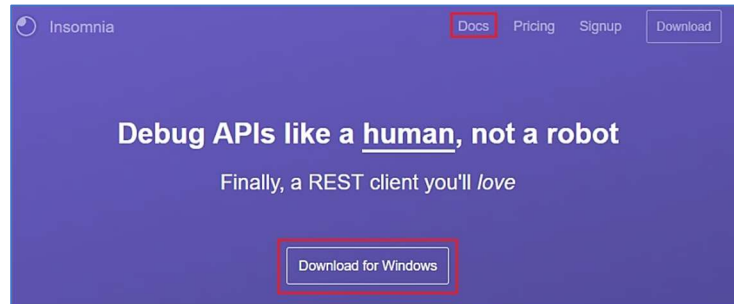 Insomnia Docs Pricing Signup Download
Debug APIs like a human, not a robot
Finally, a REST client you'll love
Download for Windows